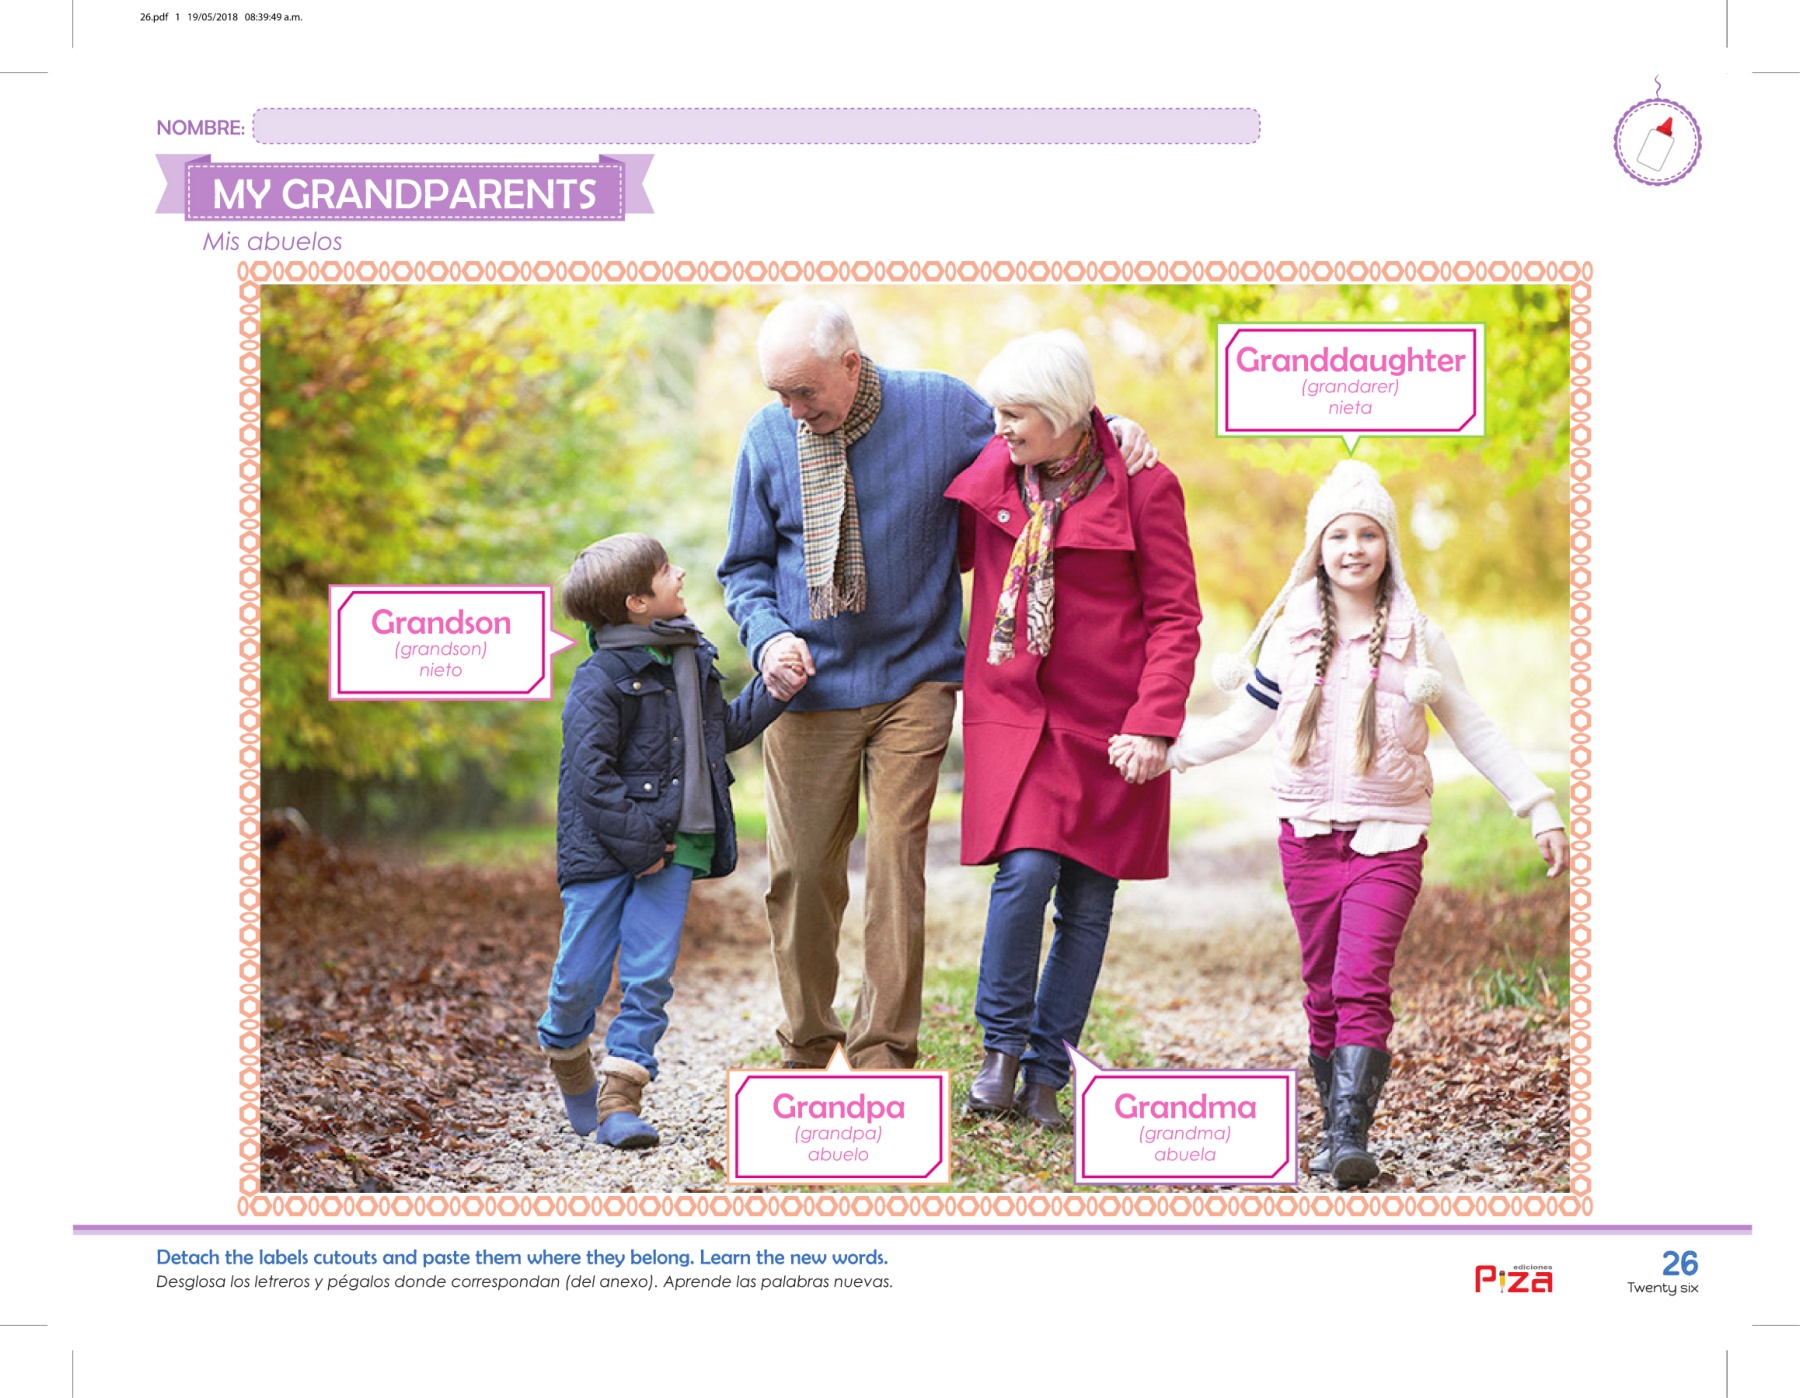 26.pdf 1 19/05/2018 08:39:49 a.m.
NOMBRE:
MY GRANDPARENTS
Mis abuelos
Granddaughter
(grandarer)
nieta
Grandson
(grandson)
nieto
Grandpa
(grandpa)
abuelo
Grandma
(grandma)
abuela
Detach the labels cutouts and paste them where they belong. Learn the new words.
Desglosa los letreros y pégalos donde correspondan (del anexo). Aprende las palabras nuevas.
ediciones
Piza
26
Twenty six